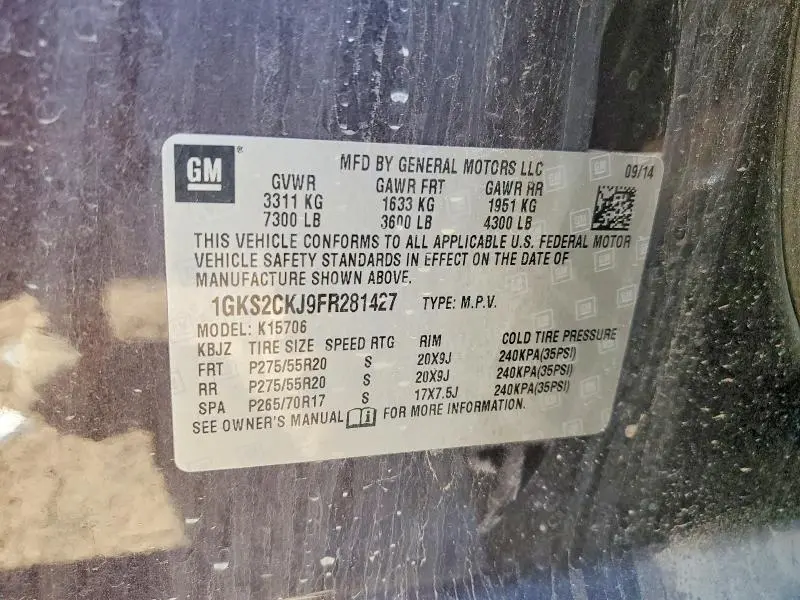 GM
MFD BY GENERAL MOTORS LLC 09/14
GVWR GAWR FRT GAWR RR
3311 KG 1633 KG 1951 KG
7300 LB 3600 LB 4300 LB
THIS VEHICLE CONFORMS TO ALL APPLICABLE U.S. FEDERAL MOTOR
VEHICLE SAFETY STANDARDS IN EFFECT ON THE DATE OF
MANUFACTURE SHOWN ABOVE.
1GKS2CKJ9FR281427 TYPE: M.P.V.
MODEL: K15706
KBJZ TIRE SIZE SPEED RTG RIM COLD TIRE PRESSURE
FRT P275/55R20 S 20X9J 240KPA(35PSI)
RR P275/55R20 S 20X9J 240KPA(35PSI)
SPA P265/70R17 S 17X7.5J 240KPA(35PSI)
SEE OWNER'S MANUAL FOR MORE INFORMATION.